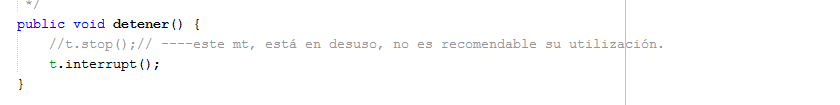 */
public void detener() {
//t.stop();// ----este mt, está en desuso, no es recomendable su utilización.
t.interrupt();
}